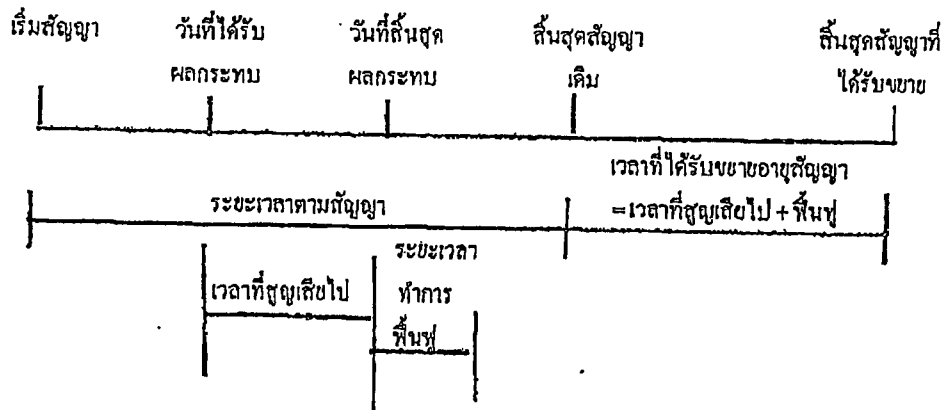 เริ่มสัญญา
วันที่ได้รับ
ผลกระทบ
วันที่สิ้นสุด
ผลกระทบ
สิ้นสุดสัญญา
เดิม
สิ้นสุดสัญญาที่
ได้รับขยาย
เวลาที่ได้รับขยายอายุสัญญา
=เวลาที่สูญเสียไป + ฟื้นฟู
ระยะเวลาตามสัญญา
เวลาที่สูญเสียไป
ระยะเวลา
ทำการ
ฟื้นฟู